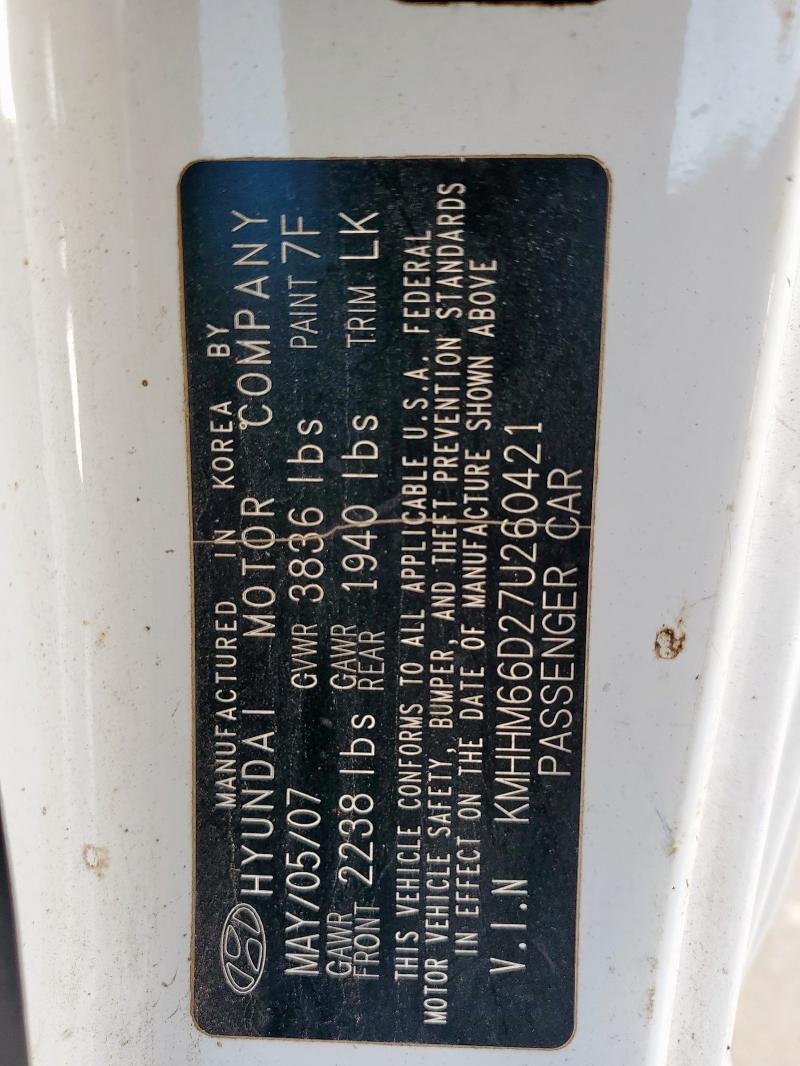 MANUFACTURED IN KOREA BY
HYUNDAI MOTOR COMPANY
MAY/05/07 GVWR 3836 lbs PAINT 7F
GAWR FRONT 2238 lbs GAWR REAR 1940 lbs TRIM LK
THIS VEHICLE CONFORMS TO ALL APPLICABLE U.S.A. FEDERAL
MOTOR VEHICLE SAFETY, BUMPER, AND THEFT PREVENTION STANDARDS
IN EFFECT ON THE DATE OF MANUFACTURE SHOWN ABOVE
V.I.N KMHHM66D27U260421
PASSENGER CAR